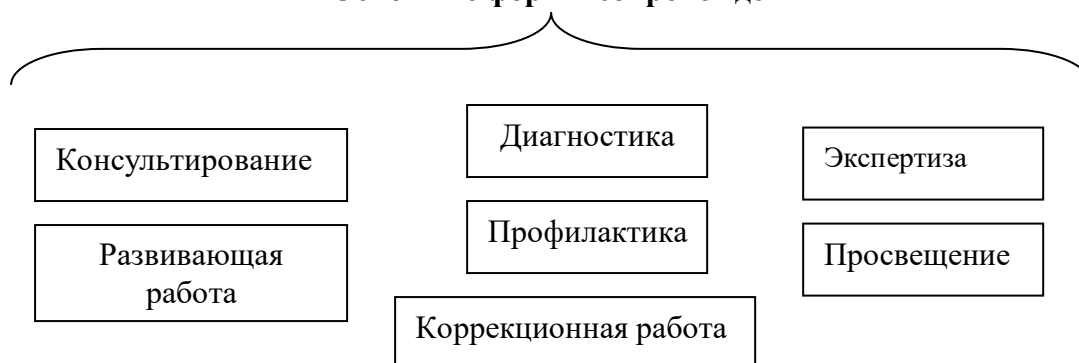 Консультирование
Диагностика
Экспертиза
Развивающая
работа
Профилактика
Просвещение
Коррекционная работа